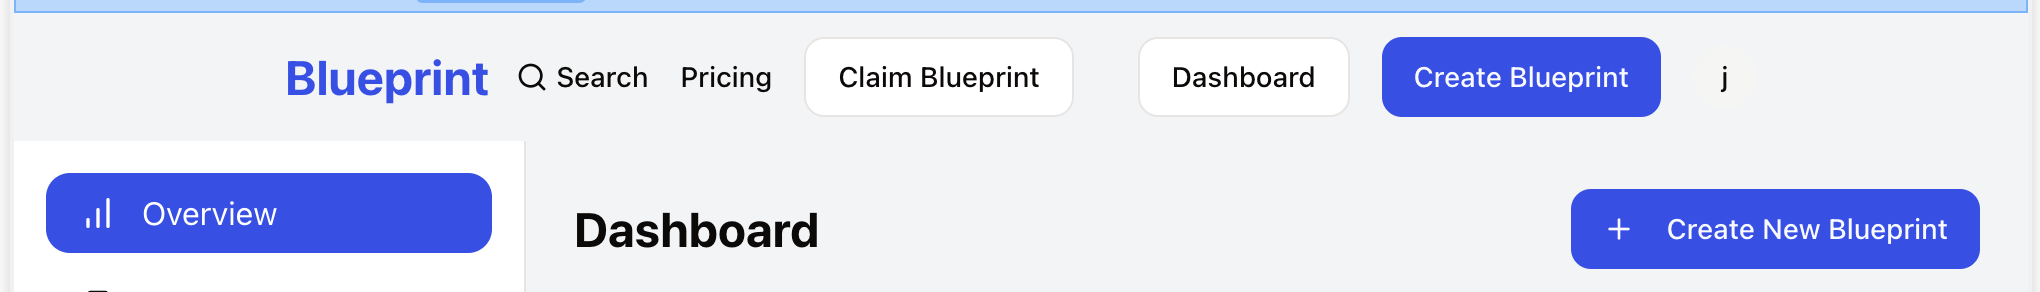 Blueprint Search Pricing Claim Blueprint Dashboard Create Blueprint j
Overview
Dashboard Create New Blueprint